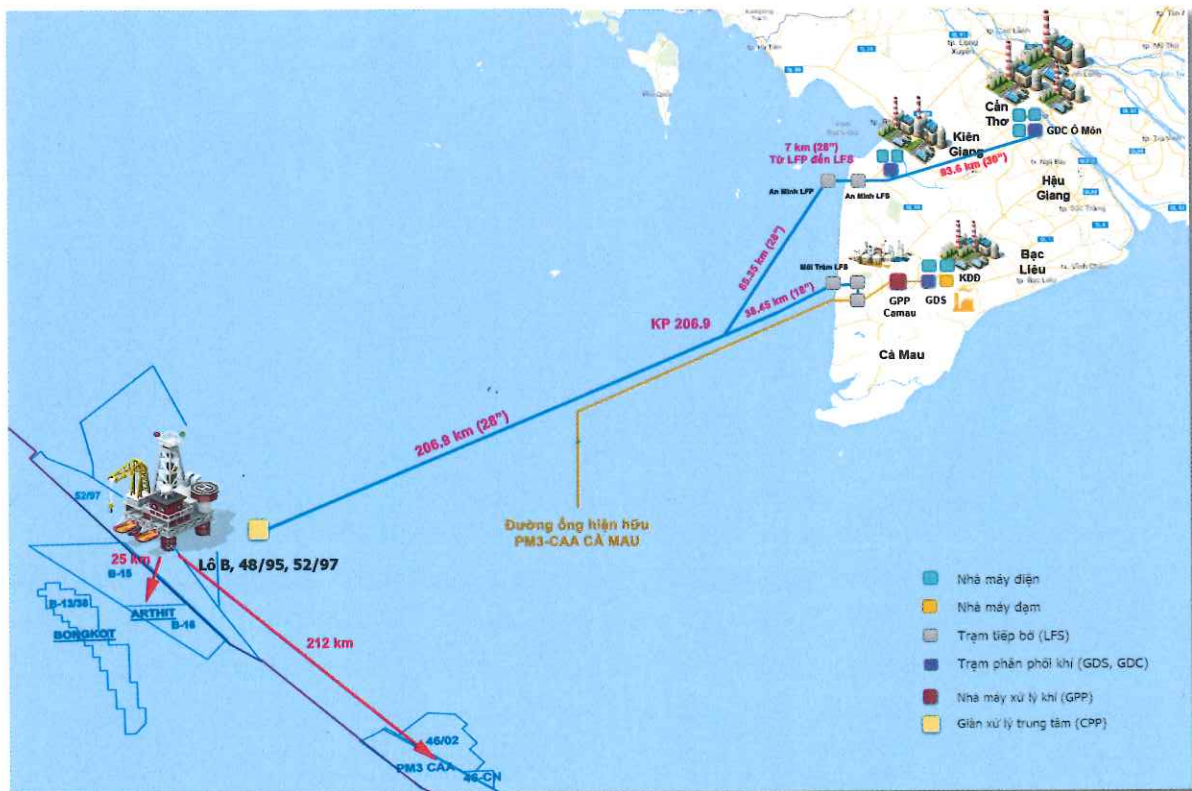 Cần
Thơ
GDC Ô Môn
Kiên
Giang
7 km (28")
Từ LFP đến LFS
83.6 km (30")
Hậu
Giang
An Minh LFP
An Minh LFS
65.35 km (28")
Mũi Tràm LFS
KĐĐ
Bạc
Liêu
38.45 km (18")
GPP
Camau
GDS
KP 206.9
Cà Mau
206.9 km (28")
Đường ống hiện hữu
PM3-CAA CÀ MAU
52/97
Lô B, 48/95, 52/97
25 km
B-15
B-13/38
ARTHIT
B-16
BONGKOT
212 km
46/02
PM3 CAA
46-CN
Nhà máy điện
Nhà máy đạm
Trạm tiếp bờ (LFS)
Trạm phân phối khí (GDS, GDC)
Nhà máy xử lý khí (GPP)
Giàn xử lý trung tâm (CPP)